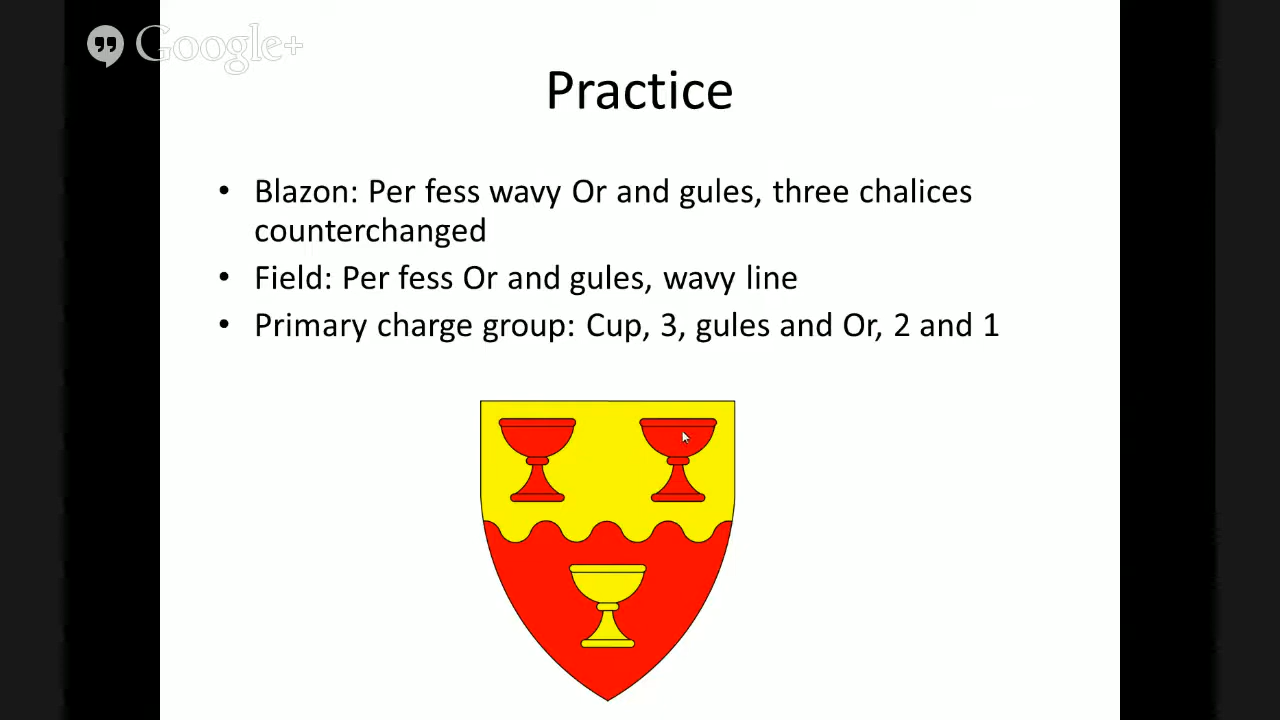 Google+
Practice
• Blazon: Per fess wavy Or and gules, three chalices
counterchanged
• Field: Per fess Or and gules, wavy line
• Primary charge group: Cup, 3, gules and Or, 2 and 1